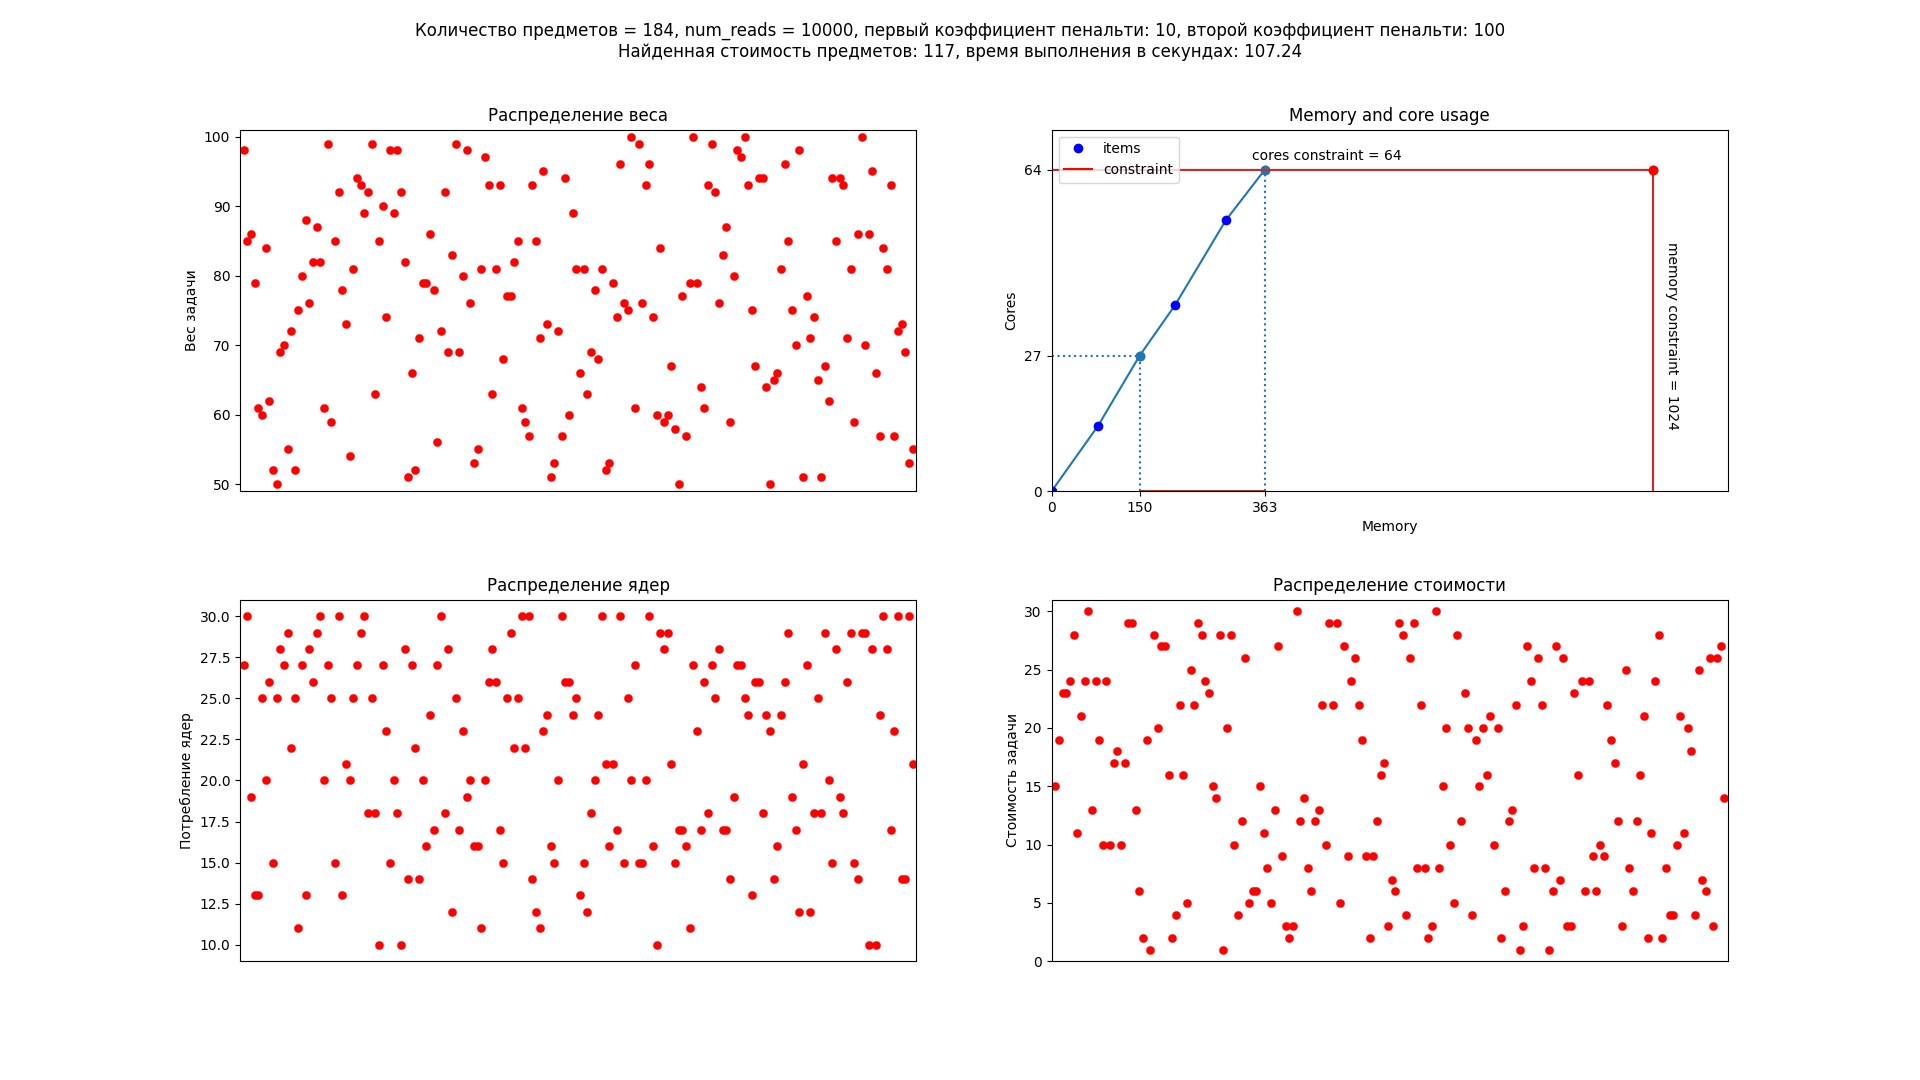 Количество предметов = 184, num_reads = 10000, первый коэффициент пенальти: 10, второй коэффициент пенальти: 100
Найденная стоимость предметов: 117, время выполнения в секундах: 107.24
Распределение веса
100
90
80
70
60
50
Вес задачи
Memory and core usage
items
constraint
cores constraint = 64
memory constraint = 1024
64
27
0
Cores
0
150
363
Memory
Распределение ядер
30.0
27.5
25.0
22.5
20.0
17.5
15.0
12.5
10.0
Потребление ядер
Распределение стоимости
30
25
20
15
10
5
0
Стоимость задачи